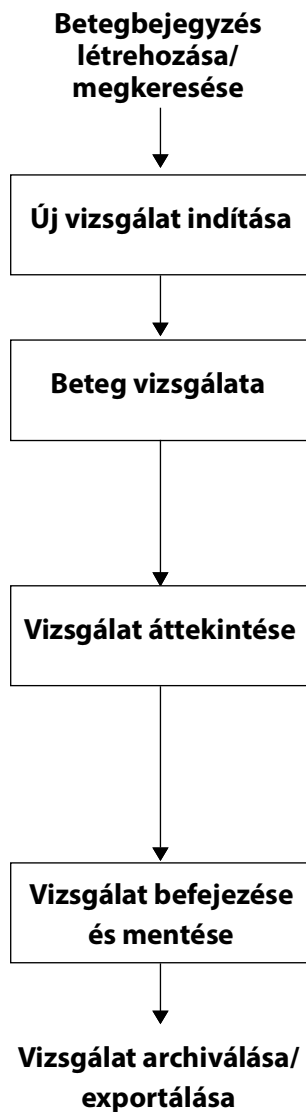 Betegbejegyzés
létrehozása/
megkeresése
Új vizsgálat indítása
Beteg vizsgálata
Vizsgálat áttekintése
Vizsgálat befejezése
és mentése
Vizsgálat archiválása/
exportálása